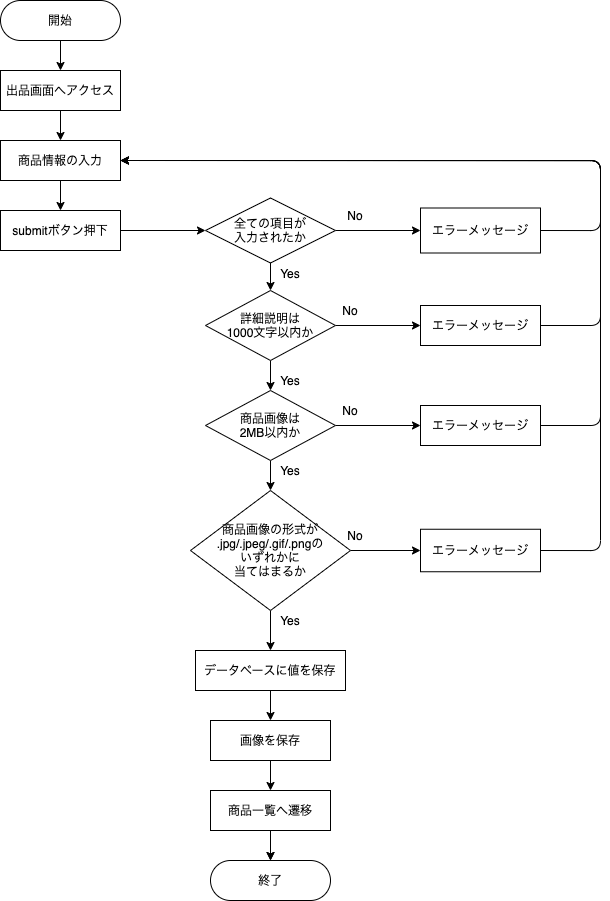 開始
出品画面へアクセス
商品情報の入力
submitボタン押下
全ての項目が
入力されたか
No
エラーメッセージ
Yes
詳細説明は
1000文字以内か
No
エラーメッセージ
Yes
商品画像は
2MB以内か
No
エラーメッセージ
Yes
商品画像の形式が
.jpg/.jpeg/.gif/.pngの
いずれかに
当てはまるか
No
エラーメッセージ
Yes
データベースに値を保存
画像を保存
商品一覧へ遷移
終了